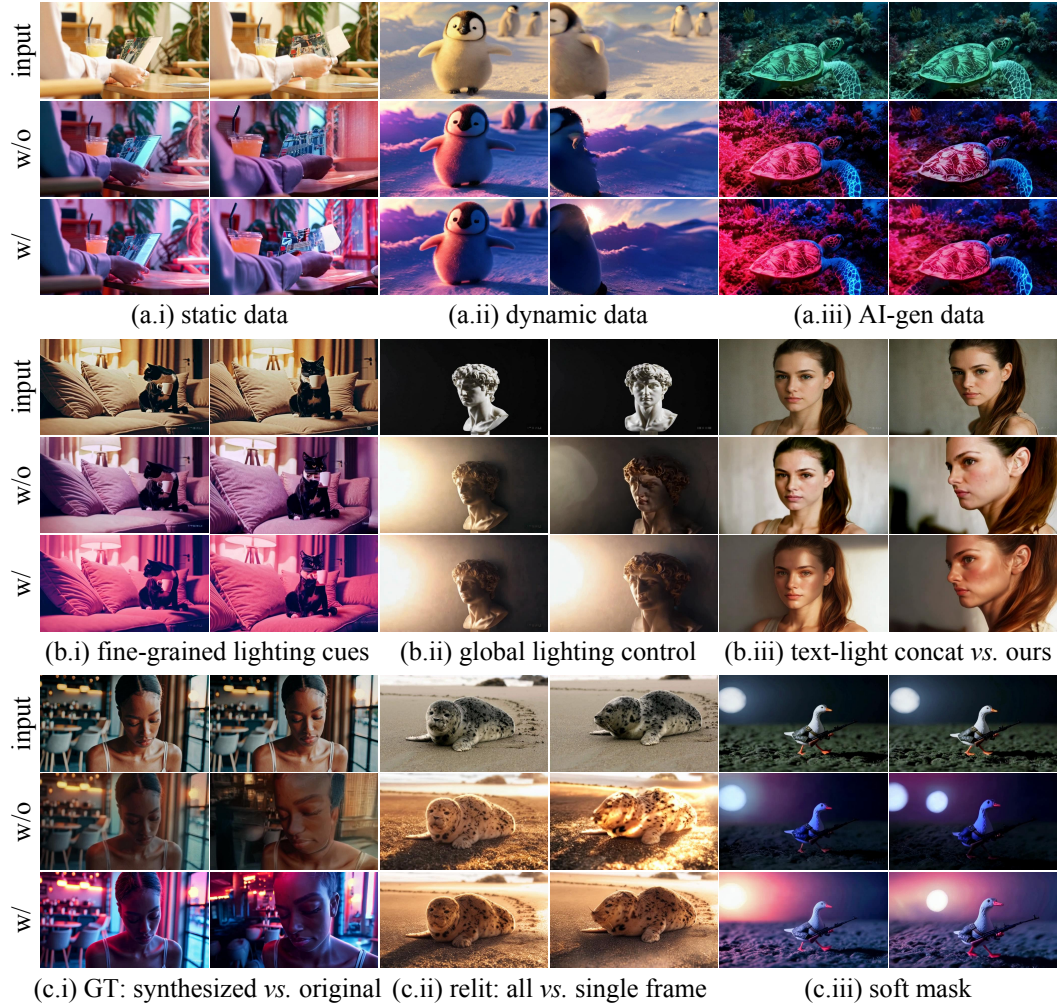 input
w/o
w/
(a.i) static data
(a.ii) dynamic data
(a.iii) AI-gen data
input
w/o
w/
(b.i) fine-grained lighting cues
(b.ii) global lighting control
(b.iii) text-light concat vs. ours
input
w/o
w/
(c.i) GT: synthesized vs. original
(c.ii) relit: all vs. single frame
(c.iii) soft mask